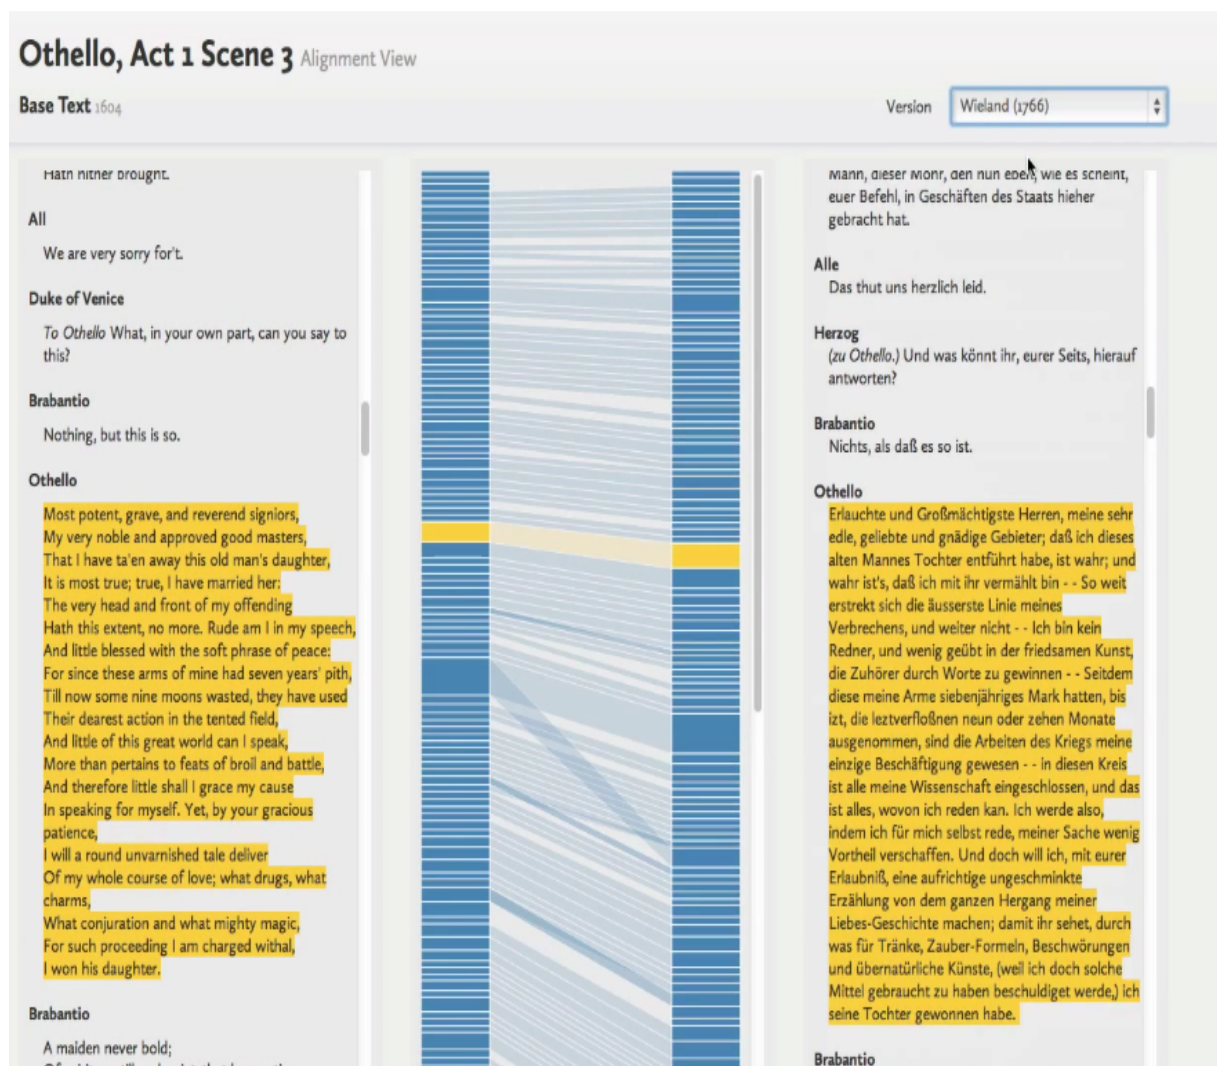 Othello, Act 1 Scene 3 Alignment View
Base Text 1604
Version
Wieland (1766)
Hath hither brought.
All
We are very sorry for't.
Duke of Venice
To Othello What, in your own part, can you say to
this?
Brabantio
Nothing, but this is so.
Othello
Most potent, grave, and reverend signiors,
My very noble and approved good masters,
That I have ta'en away this old man's daughter,
It is most true; true, I have married her:
The very head and front of my offending
Hath this extent, no more. Rude am I in my speech,
And little blessed with the soft phrase of peace:
For since these arms of mine had seven years' pith,
Till now some nine moons wasted, they have used
Their dearest action in the tented field,
And little of this great world can I speak,
More than pertains to feats of broil and battle,
And therefore little shall I grace my cause
In speaking for myself. Yet, by your gracious
patience,
I will a round unvarnished tale deliver
Of my whole course of love; what drugs, what
charms,
What conjuration and what mighty magic,
For such proceeding I am charged withal,
I won his daughter.
Brabantio
A maiden never bold;
Mann, dieser Mohr, den nun eben, wie es scheint,
euer Befehl, in Geschäften des Staats hieher
gebracht hat.
Alle
Das thut uns herzlich leid.
Herzog
(zu Othello.) Und was könnt ihr, eurer Seits, hierauf
antworten?
Brabantio
Nichts, als daß es so ist.
Othello
Erlauchte und Großmächtigste Herren, meine sehr
edle, geliebte und gnädige Gebieter; daß ich dieses
alten Mannes Tochter entführt habe, ist wahr; und
wahr ist's, daß ich mit ihr vermählt bin - - So weit
erstrekt sich die äusserste Linie meines
Verbrechens, und weiter nicht - - Ich bin kein
Redner, und wenig geübt in der friedsamen Kunst,
die Zuhörer durch Worte zu gewinnen - - Seitdem
diese meine Arme siebenjähriges Mark hatten, bis
izt, die leztverfloßnen neun oder zehen Monate
ausgenommen, sind die Arbeiten des Kriegs meine
einzige Beschäftigung gewesen - - in diesen Kreis
ist alle meine Wissenschaft eingeschlossen, und das
ist alles, wovon ich reden kan. Ich werde also,
indem ich für mich selbst rede, meiner Sache wenig
Vortheil verschaffen. Und doch will ich, mit eurer
Erlaubniß, eine aufrichtige ungeschminkte
Erzählung von dem ganzen Hergang meiner
Liebes-Geschichte machen; damit ihr sehet, durch
was für Tränke, Zauber-Formeln, Beschwörungen
und übernatürliche Künste, (weil ich doch solche
Mittel gebraucht zu haben beschuldiget werde,) ich
seine Tochter gewonnen habe.
Brabantio